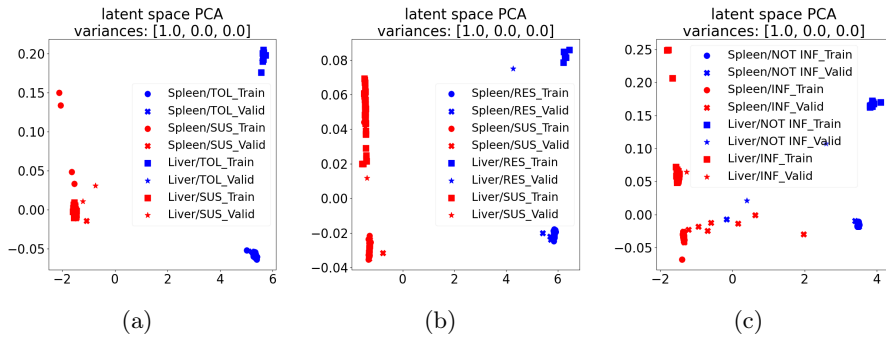 latent space PCA
variances: [1.0, 0.0, 0.0]
0.20
0.15
0.10
0.05
0.00
−0.05
−2
0
2
4
Spleen/TOL_Train
Spleen/TOL_Valid
Spleen/SUS_Train
Spleen/SUS_Valid
Liver/TOL_Train
Liver/TOL_Valid
Liver/SUS_Train
Liver/SUS_Valid
(a)
latent space PCA
variances: [1.0, 0.0, 0.0]
0.08
0.06
0.04
0.02
0.00
−0.02
−0.04
0
2
4
6
Spleen/RES_Train
Spleen/RES_Valid
Spleen/SUS_Train
Spleen/SUS_Valid
Liver/RES_Train
Liver/RES_Valid
Liver/SUS_Train
Liver/SUS_Valid
(b)
latent space PCA
variances: [1.0, 0.0, 0.0]
0.25
0.20
0.15
0.10
0.05
0.00
−0.05
−2
0
2
4
Spleen/NOT INF_Train
Spleen/NOT INF_Valid
Spleen/INF_Train
Spleen/INF_Valid
Liver/NOT INF_Train
Liver/NOT INF_Valid
Liver/INF_Train
Liver/INF_Valid
(c)